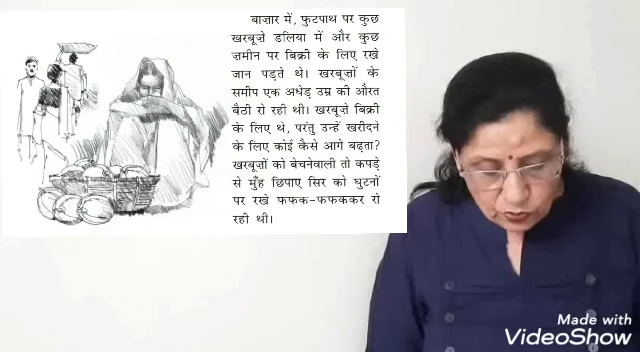 बाज़ार में, फुटपाथ पर कुछ
खरबूज़े डलिया में और कुछ
ज़मीन पर बिक्री के लिए रखे
जान पड़ते थे। खरबूज़ों के
समीप एक अधेड़ उम्र की औरत
बैठी रो रही थी। खरबूज़े बिक्री
के लिए थे, परंतु उन्हें खरीदने
के लिए कोई कैसे आगे बढ़ता?
खरबूज़ों को बेचनेवाली तो कपड़े
से मुँह छिपाए सिर को घुटनों
पर रखे फफक-फफककर रो
रही थी।
Made with
VideoShow